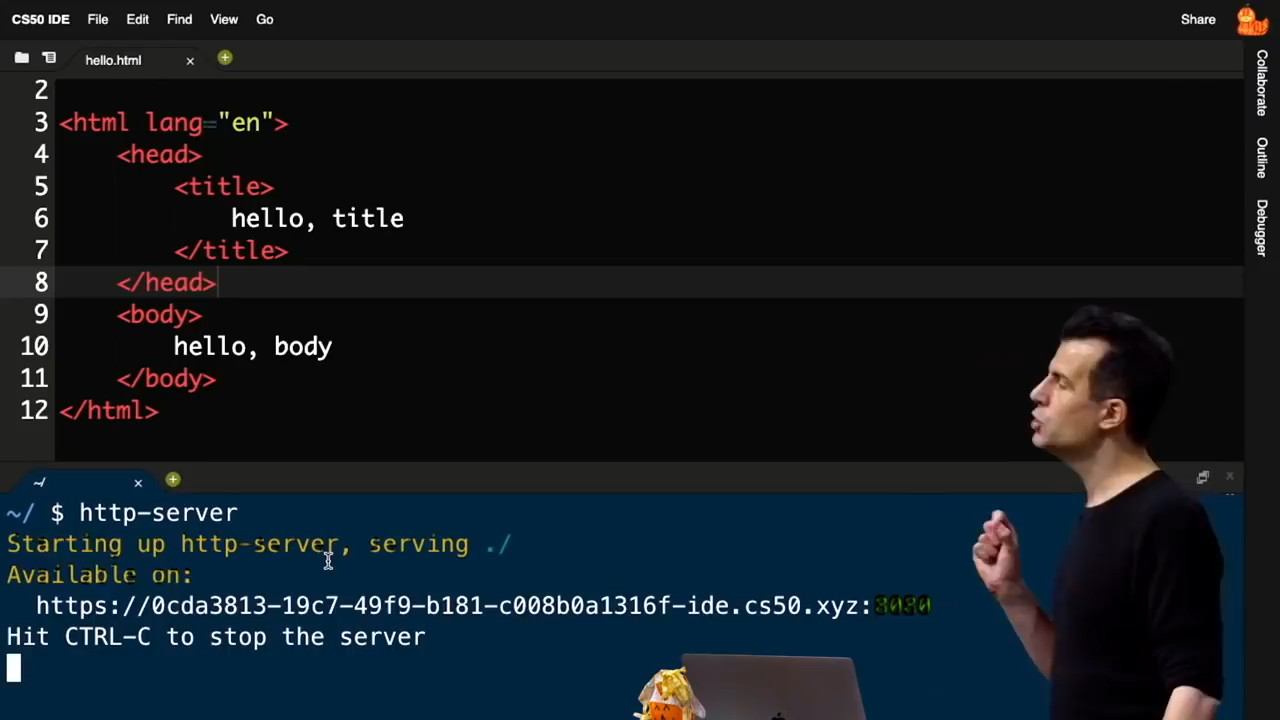 CS50 IDE File Edit Find View Go Share
hello.html
2
3 <html lang="en">
4 <head>
5 <title>
6 hello, title
7 </title>
8 </head>
9 <body>
10 hello, body
11 </body>
12 </html>
Collaborate
Outline
Debugger
~/
~/ $ http-server
Starting up http-server, serving ./
Available on:
https://0cda3813-19c7-49f9-b181-c008b0a1316f-ide.cs50.xyz:8080
Hit CTRL-C to stop the server